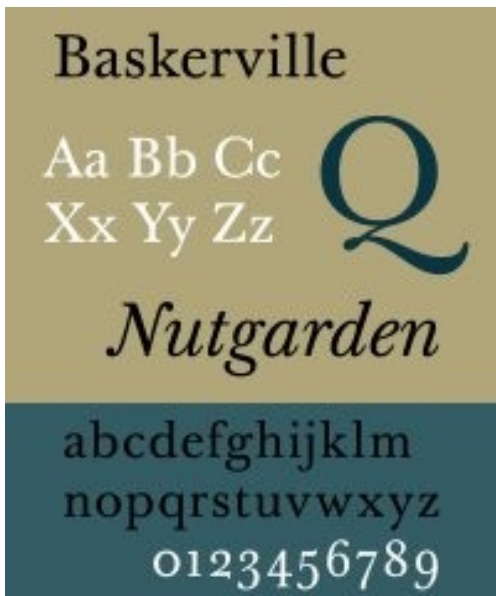 Baskerville
Aa Bb Cc
Xx Yy Zz
Q
Nutgarden
abcdefghijklm
nopqrstuvwxyz
0123456789